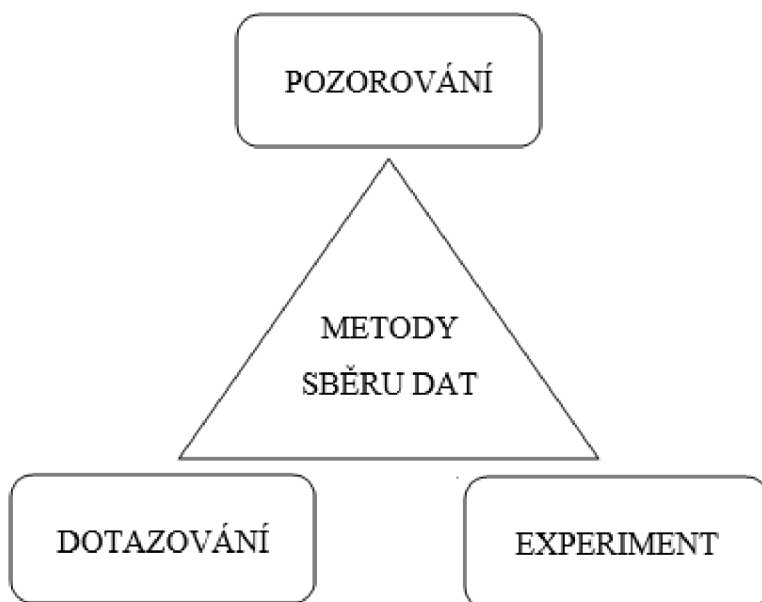 POZOROVÁNÍ
METODY
SBĚRU DAT
DOTAZOVÁNÍ
EXPERIMENT